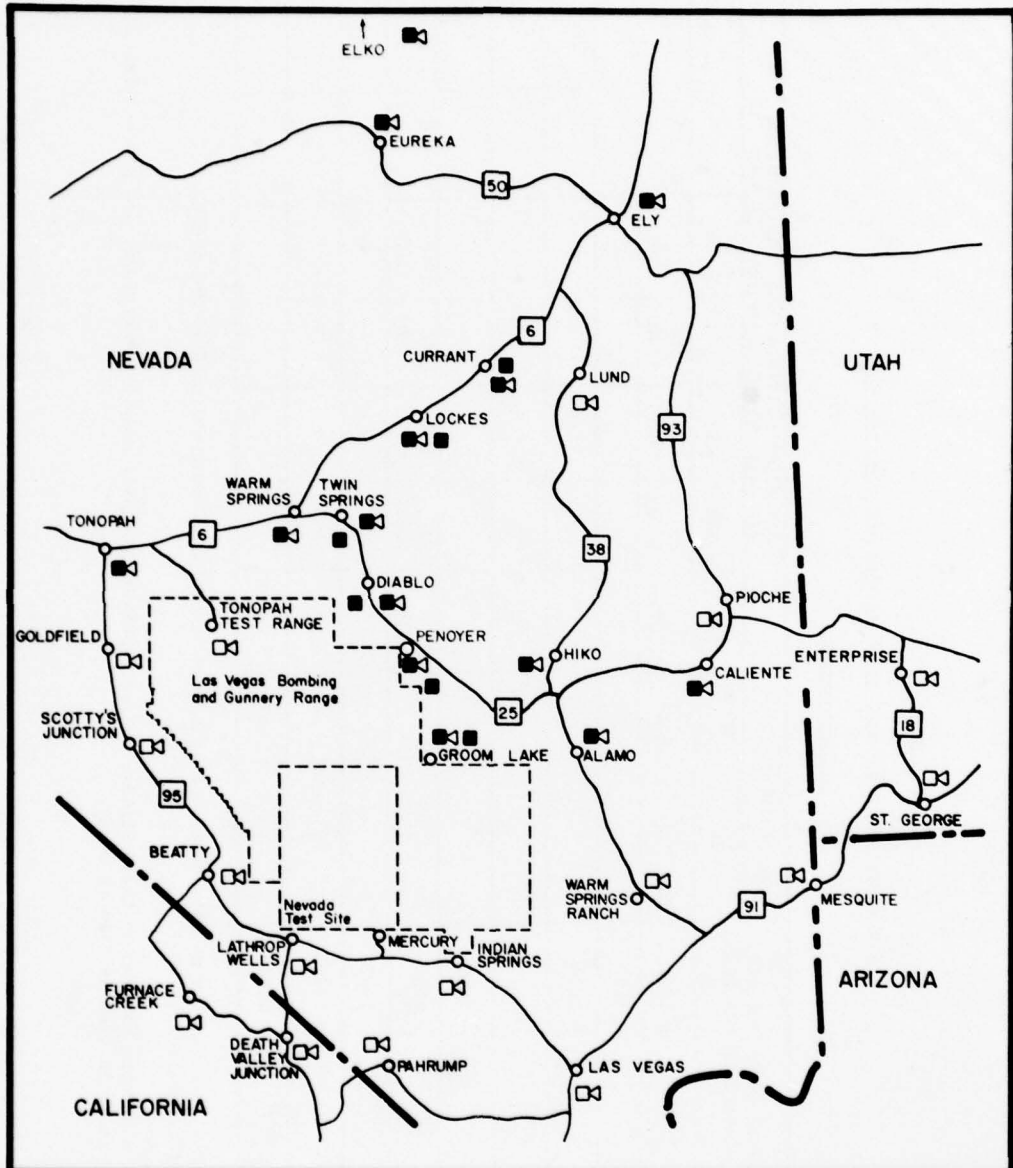 ELKO
EUREKA
50
ELY
6
NEVADA
CURRANT
LUND
UTAH
LOCKES
93
WARM
SPRINGS
TWIN
SPRINGS
TONOPAH
6
38
DIABLO
PIOCHE
TONOPAH
TEST RANGE
GOLDFIELD
PENOYER
HIKO
CALIENTE
ENTERPRISE
Las Vegas Bombing
and Gunnery Range
25
18
SCOTTY'S
JUNCTION
GROOM LAKE
ALAMO
95
ST. GEORGE
BEATTY
WARM
SPRINGS
RANCH
91
MESQUITE
Nevada
Test Site
LATHROP
WELLS
MERCURY
INDIAN
SPRINGS
ARIZONA
FURNACE
CREEK
DEATH
VALLEY
JUNCTION
PAHRUMP
LAS VEGAS
CALIFORNIA